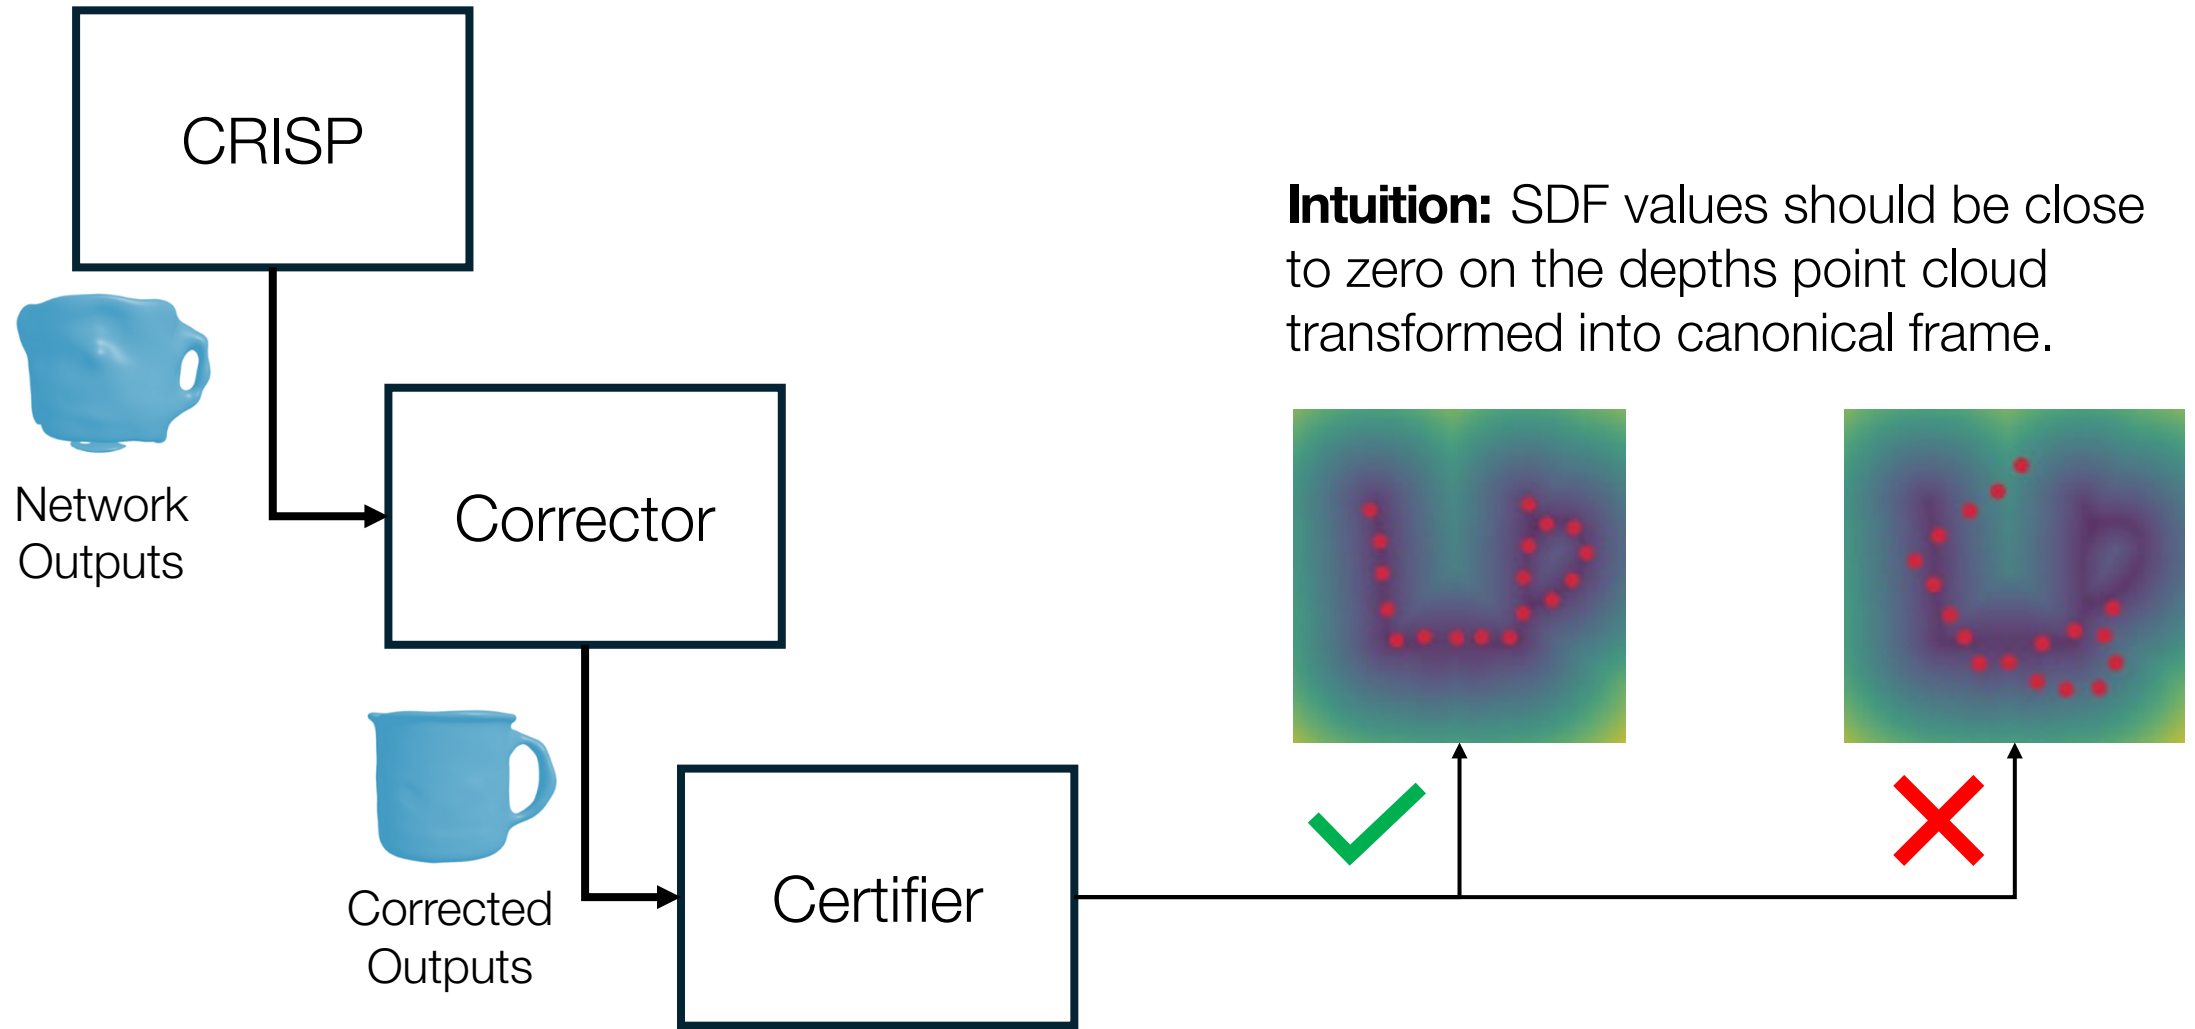 CRISP
Network
Outputs
Corrector
Corrected
Outputs
Certifier
Intuition: SDF values should be close
to zero on the depths point cloud
transformed into canonical frame.